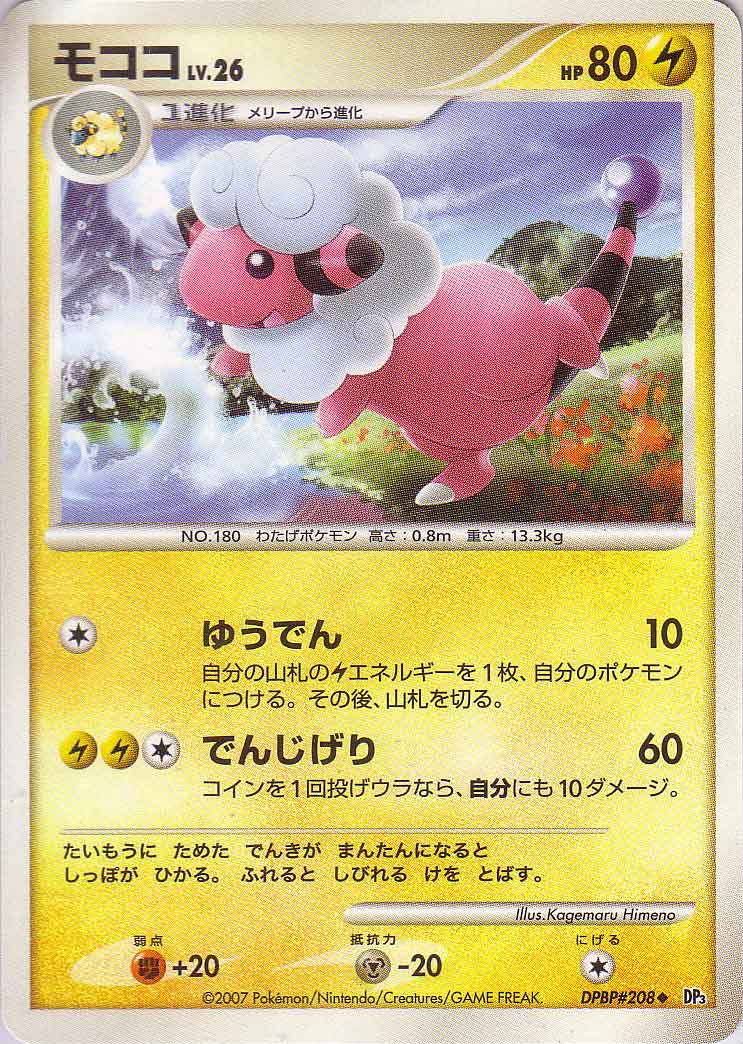 モココ LV.26 HP 80
1進化 メリープから進化
NO.180 わたげポケモン 高さ：0.8m 重さ：13.3kg
ゆうでん 10
自分の山札のエネルギーを1枚、自分のポケモン
につける。その後、山札を切る。
でんじげり 60
コインを1回投げウラなら、自分にも10ダメージ。
たいもうに ためた でんきが まんたんになると
しっぽが ひかる。 ふれると しびれる けを とばす。
Illus.Kagemaru Himeno
弱点 抵抗力 にげる
+20 -20
©2007 Pokémon/Nintendo/Creatures/GAME FREAK. DPBP#208◆ DP3